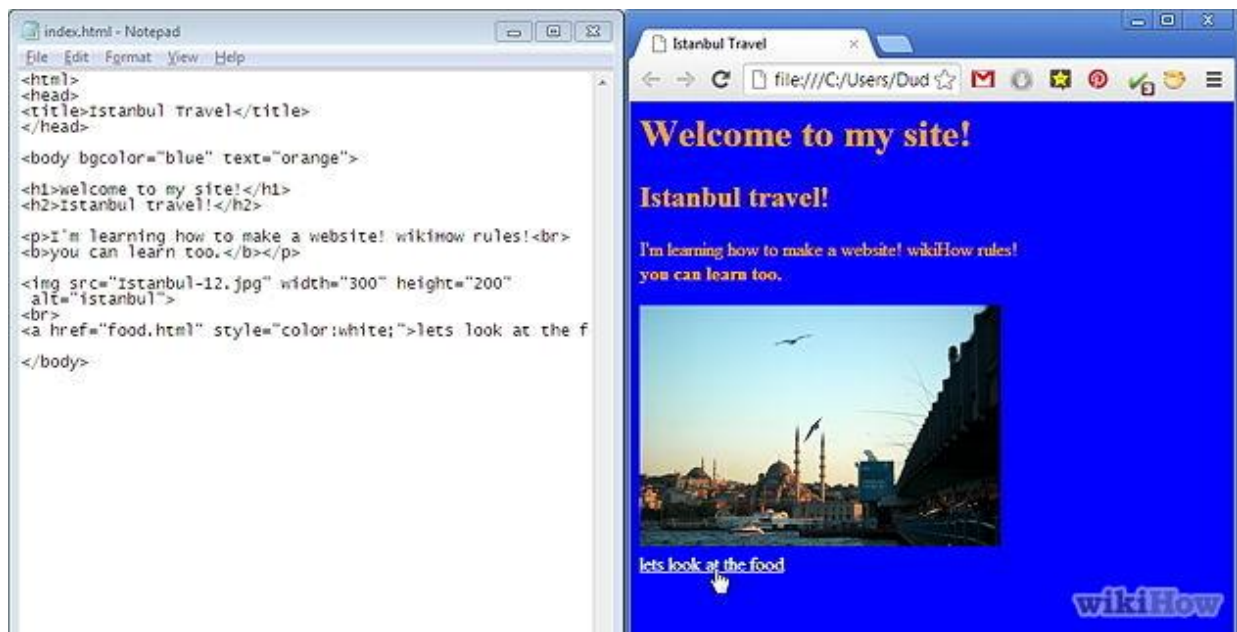 index.html - Notepad
File Edit Format View Help
<html>
<head>
<title>Istanbul Travel</title>
</head>
<body bgcolor="blue" text="orange">
<h1>welcome to my site!</h1>
<h2>Istanbul travel!</h2>
<p>I'm learning how to make a website! wikiHow rules!<br>
<b>you can learn too.</b></p>
<img src="Istanbul-12.jpg" width="300" height="200"
alt="istanbul">
<br>
<a href="food.html" style="color:white;">lets look at the f
</body>
Istanbul Travel
file:///C:/Users/Dud
Welcome to my site!
Istanbul travel!
I'm learning how to make a website! wikiHow rules!
you can learn too.
lets look at the food
wikiHow